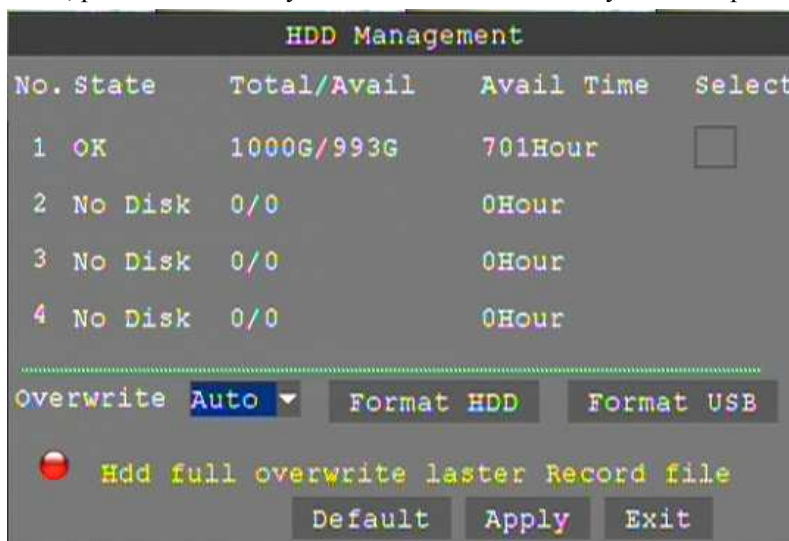 HDD Management
No. State Total/Avail Avail Time Select
1 OK 1000G/993G 701Hour
2 No Disk 0/0 0Hour
3 No Disk 0/0 0Hour
4 No Disk 0/0 0Hour
Overwrite Auto Format HDD Format USB
Hdd full overwrite laster Record file
Default Apply Exit